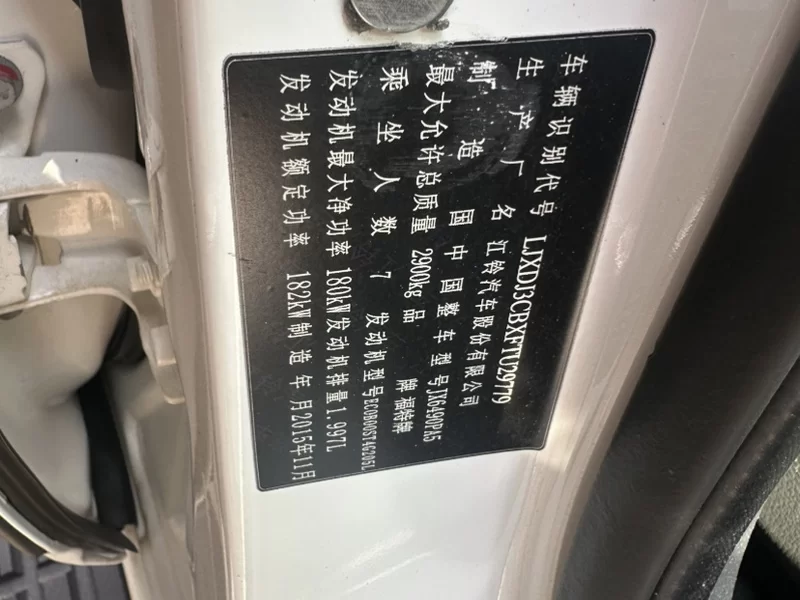 车辆识别代号 LJXDJ3CBXFTU29779
生产厂名 江铃汽车股份有限公司
制造国 中国 整车型号 JX6490PA5
最大允许总质量 2900kg 品牌 福特牌
乘坐人数 7 发动机型号 ECOB00ST4G205L
发动机最大净功率 180kW 发动机排量 1.997L
发动机额定功率 182kW 制造年月 2015年11月